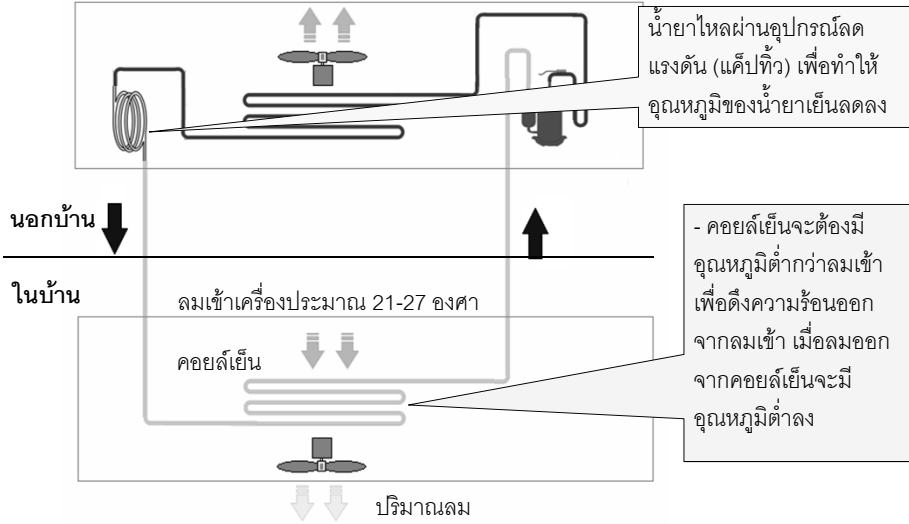 น้ำยาไหลผ่านอุปกรณ์ลด
แรงดัน (แค็ปทิ้ว) เพื่อทำให้
อุณหภูมิของน้ำยาเย็นลดลง
นอกบ้าน
ในบ้าน
ลมเข้าเครื่องประมาณ 21-27 องศา
คอยล์เย็น
- คอยล์เย็นจะต้องมี
อุณหภูมิต่ำกว่าลมเข้า
เพื่อดึงความร้อนออก
จากลมเข้า เมื่อลมออก
จากคอยล์เย็นจะมี
อุณหภูมิต่ำลง
ปริมาณลม